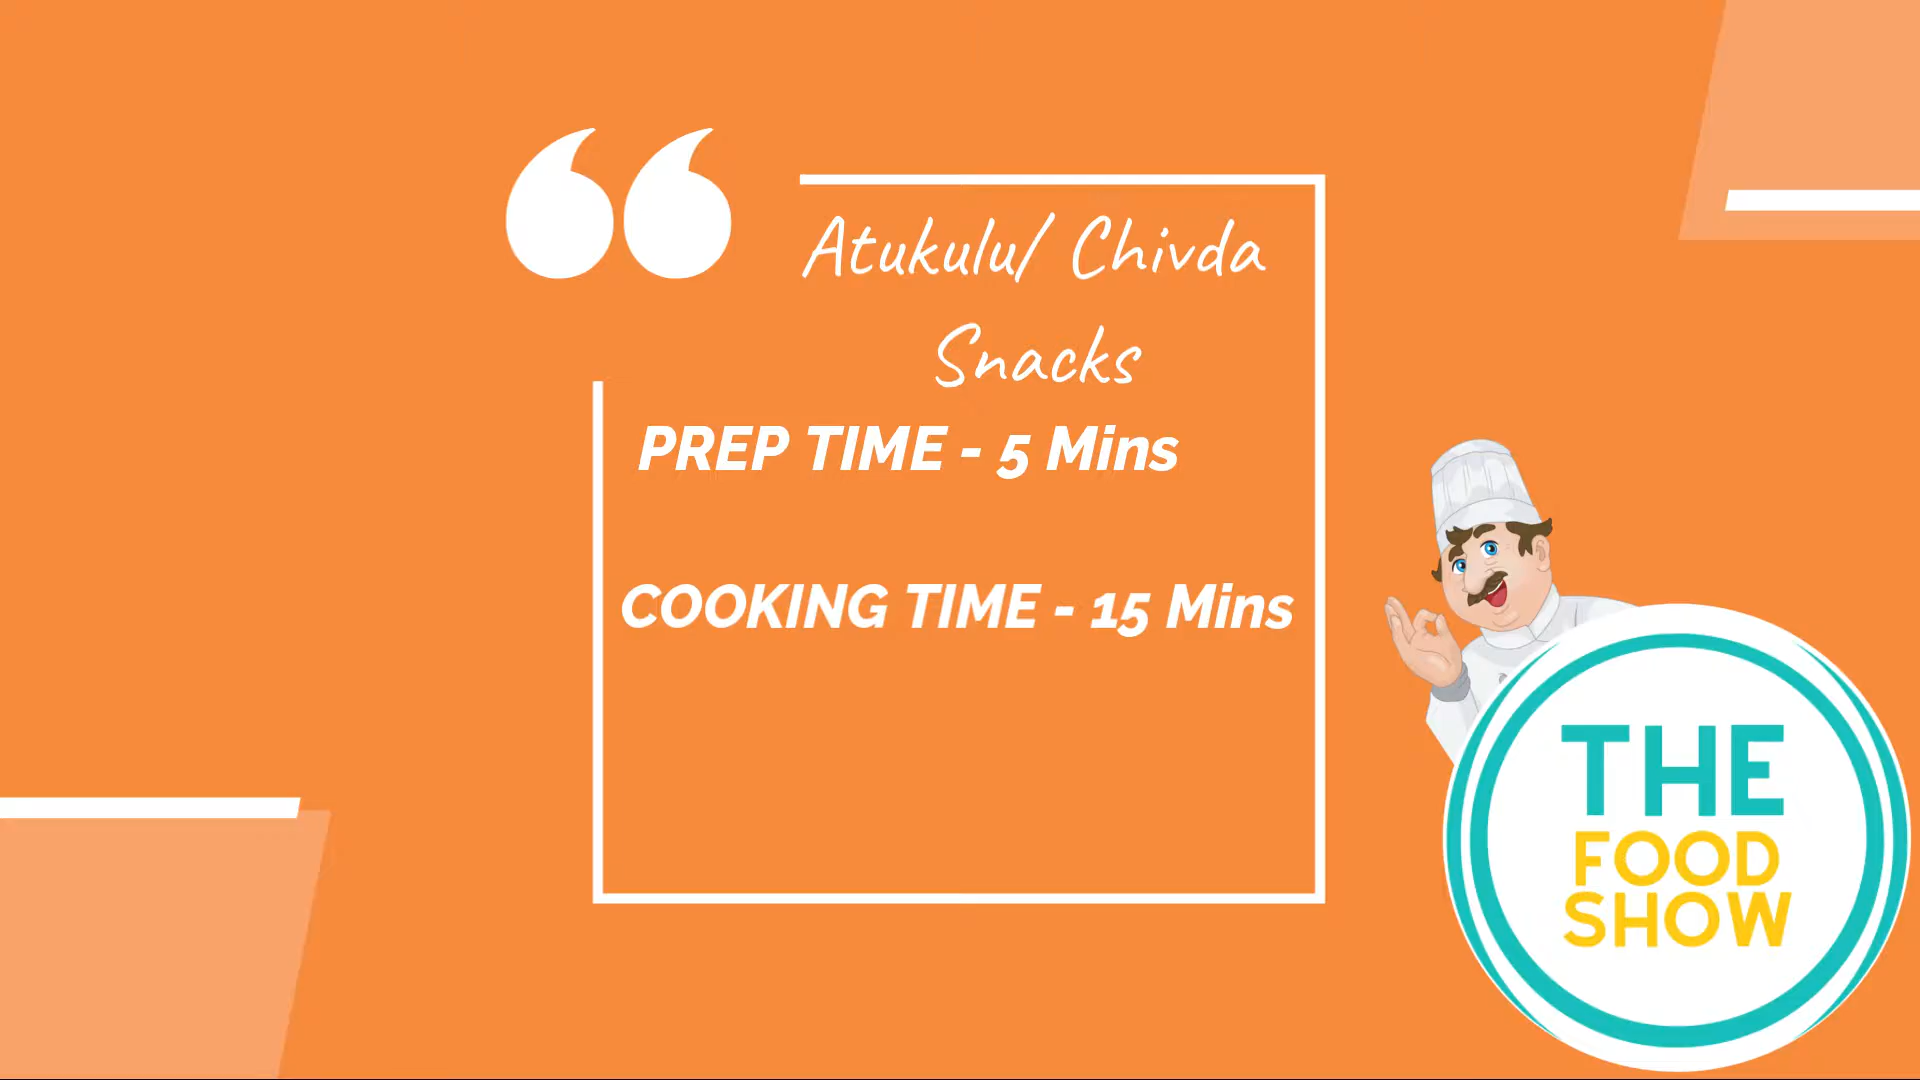 Atukulu/ Chivda
Snacks
PREP TIME - 5 Mins
COOKING TIME - 15 Mins
THE
FOOD
SHOW